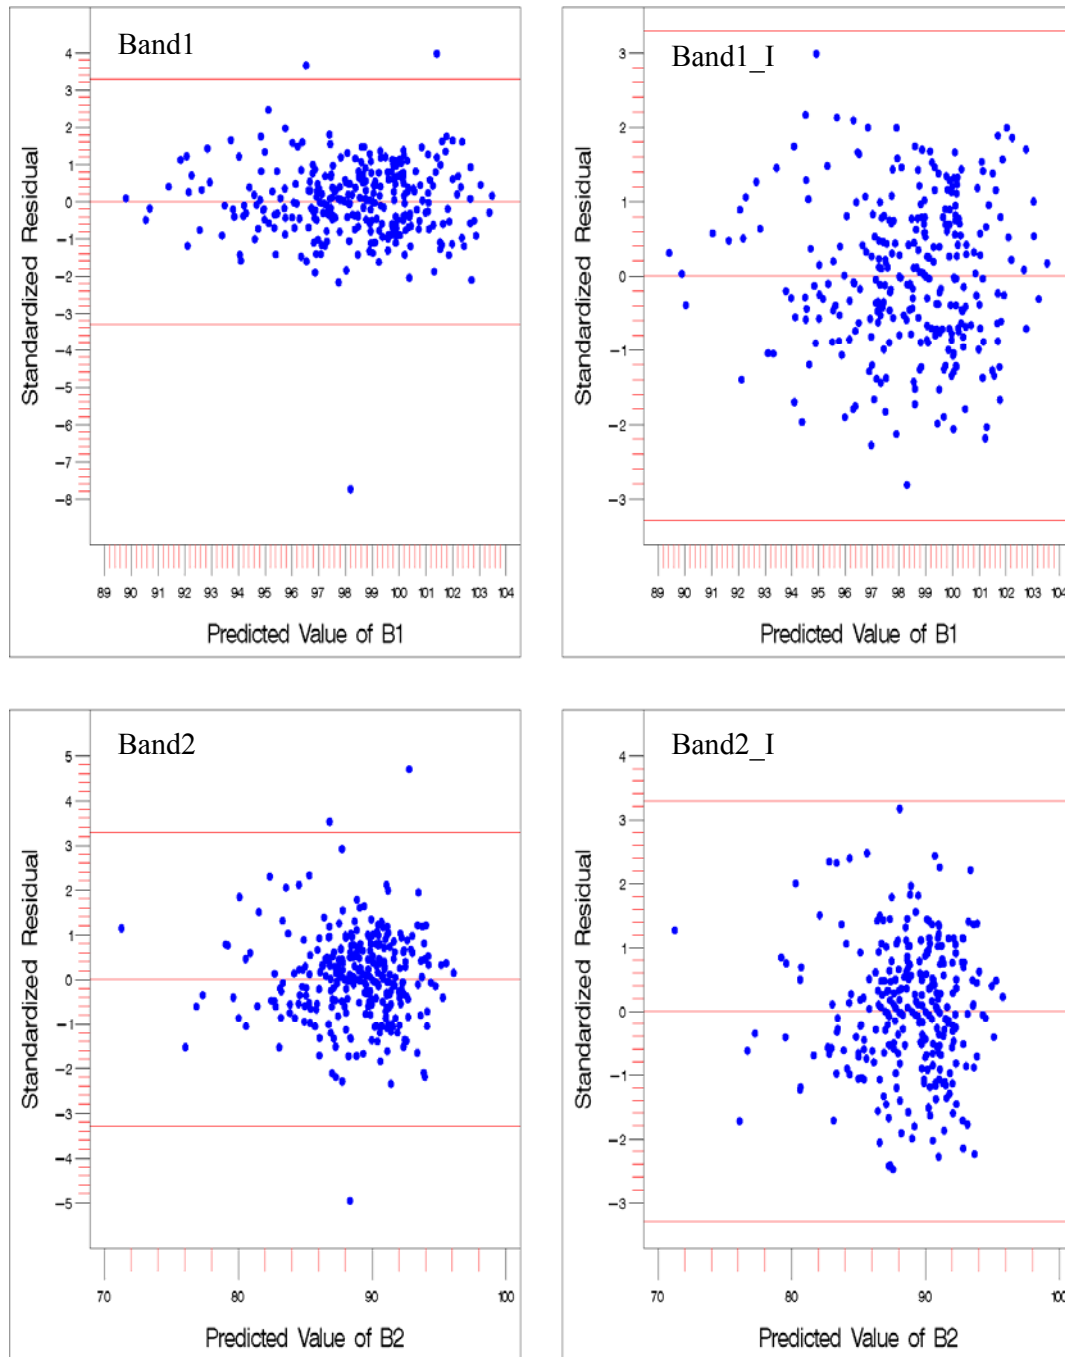 Band1
Standardized Residual
4
3
2
1
0
−1
−2
−3
−4
−5
−6
−7
−8
89 90 91 92 93 94 95 96 97 98 99 100 101 102 103 104
Predicted Value of B1
Band1_I
Standardized Residual
3
2
1
0
−1
−2
−3
89 90 91 92 93 94 95 96 97 98 99 100 101 102 103 104
Predicted Value of B1
Band2
Standardized Residual
5
4
3
2
1
0
−1
−2
−3
−4
−5
70 80 90 100
Predicted Value of B2
Band2_I
Standardized Residual
4
3
2
1
0
−1
−2
−3
70 80 90 100
Predicted Value of B2